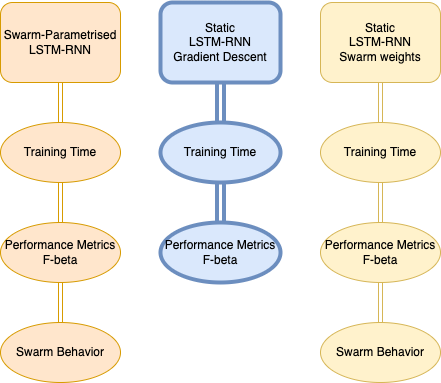 Swarm-Parametrised
LSTM-RNN
Static
LSTM-RNN
Gradient Descent
Static
LSTM-RNN
Swarm weights
Training Time
Training Time
Training Time
Performance Metrics
F-beta
Performance Metrics
F-beta
Performance Metrics
F-beta
Swarm Behavior
Swarm Behavior